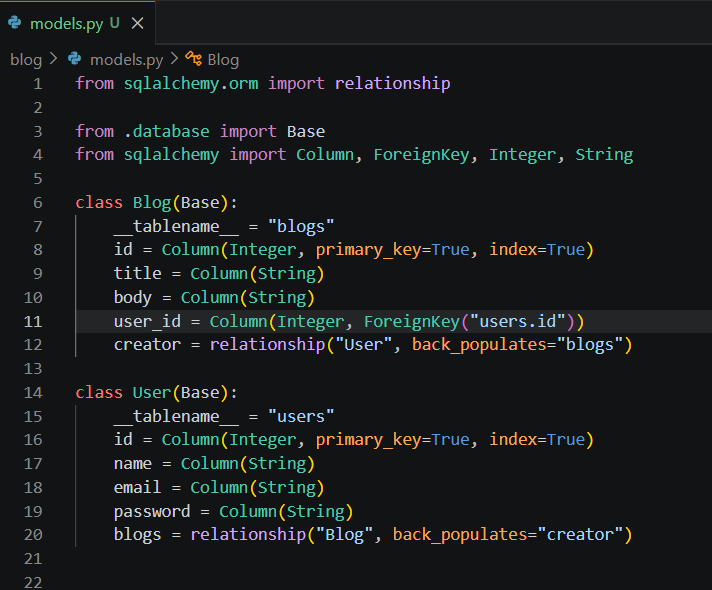 models.py U
blog > models.py > Blog
1 from sqlalchemy.orm import relationship
2
3 from .database import Base
4 from sqlalchemy import Column, ForeignKey, Integer, String
5
6 class Blog(Base):
7     __tablename__ = "blogs"
8     id = Column(Integer, primary_key=True, index=True)
9     title = Column(String)
10     body = Column(String)
11     user_id = Column(Integer, ForeignKey("users.id"))
12     creator = relationship("User", back_populates="blogs")
13
14 class User(Base):
15     __tablename__ = "users"
16     id = Column(Integer, primary_key=True, index=True)
17     name = Column(String)
18     email = Column(String)
19     password = Column(String)
20     blogs = relationship("Blog", back_populates="creator")
21
22